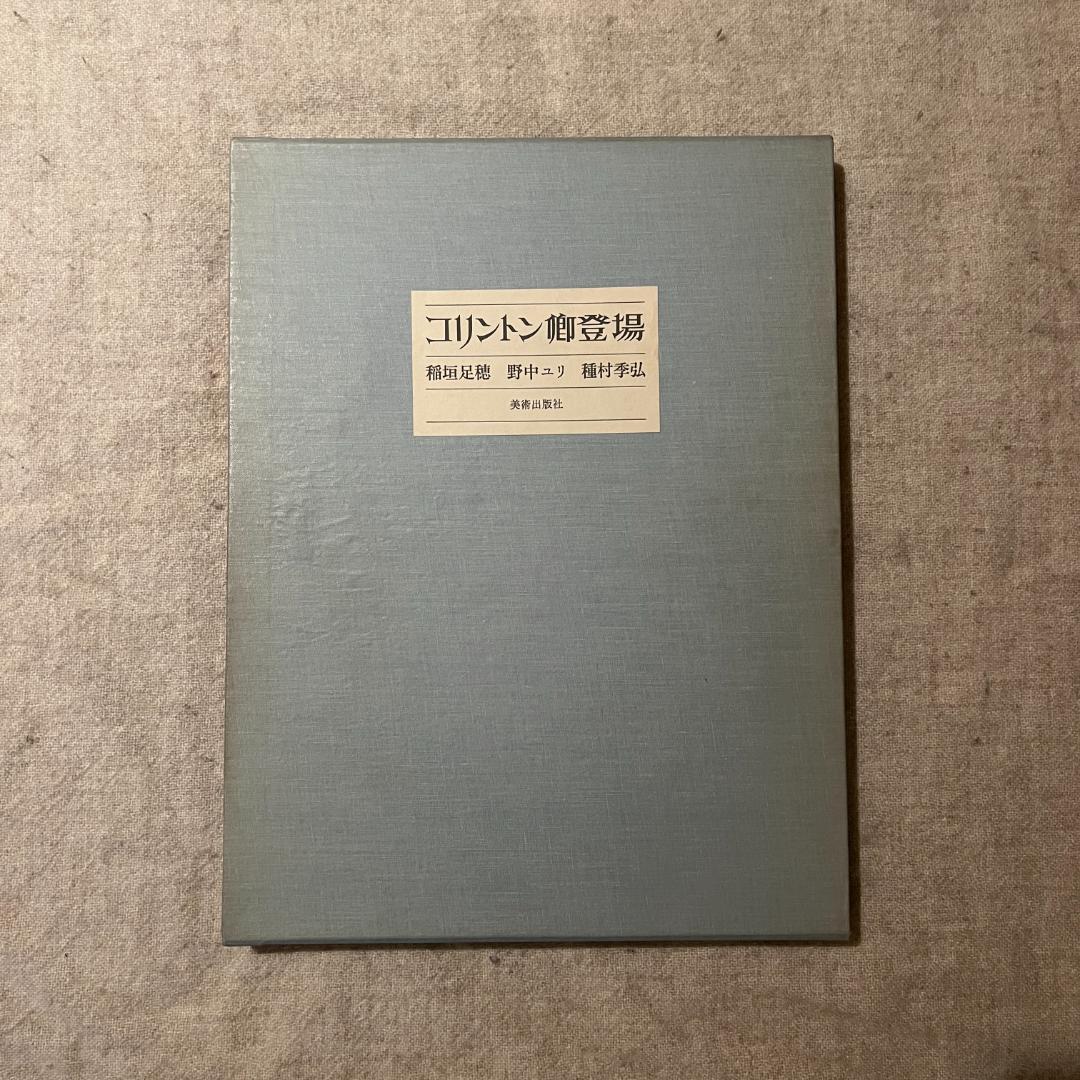 コリントン卿登場
稲垣足穂 野中ユリ 種村季弘
美術出版社